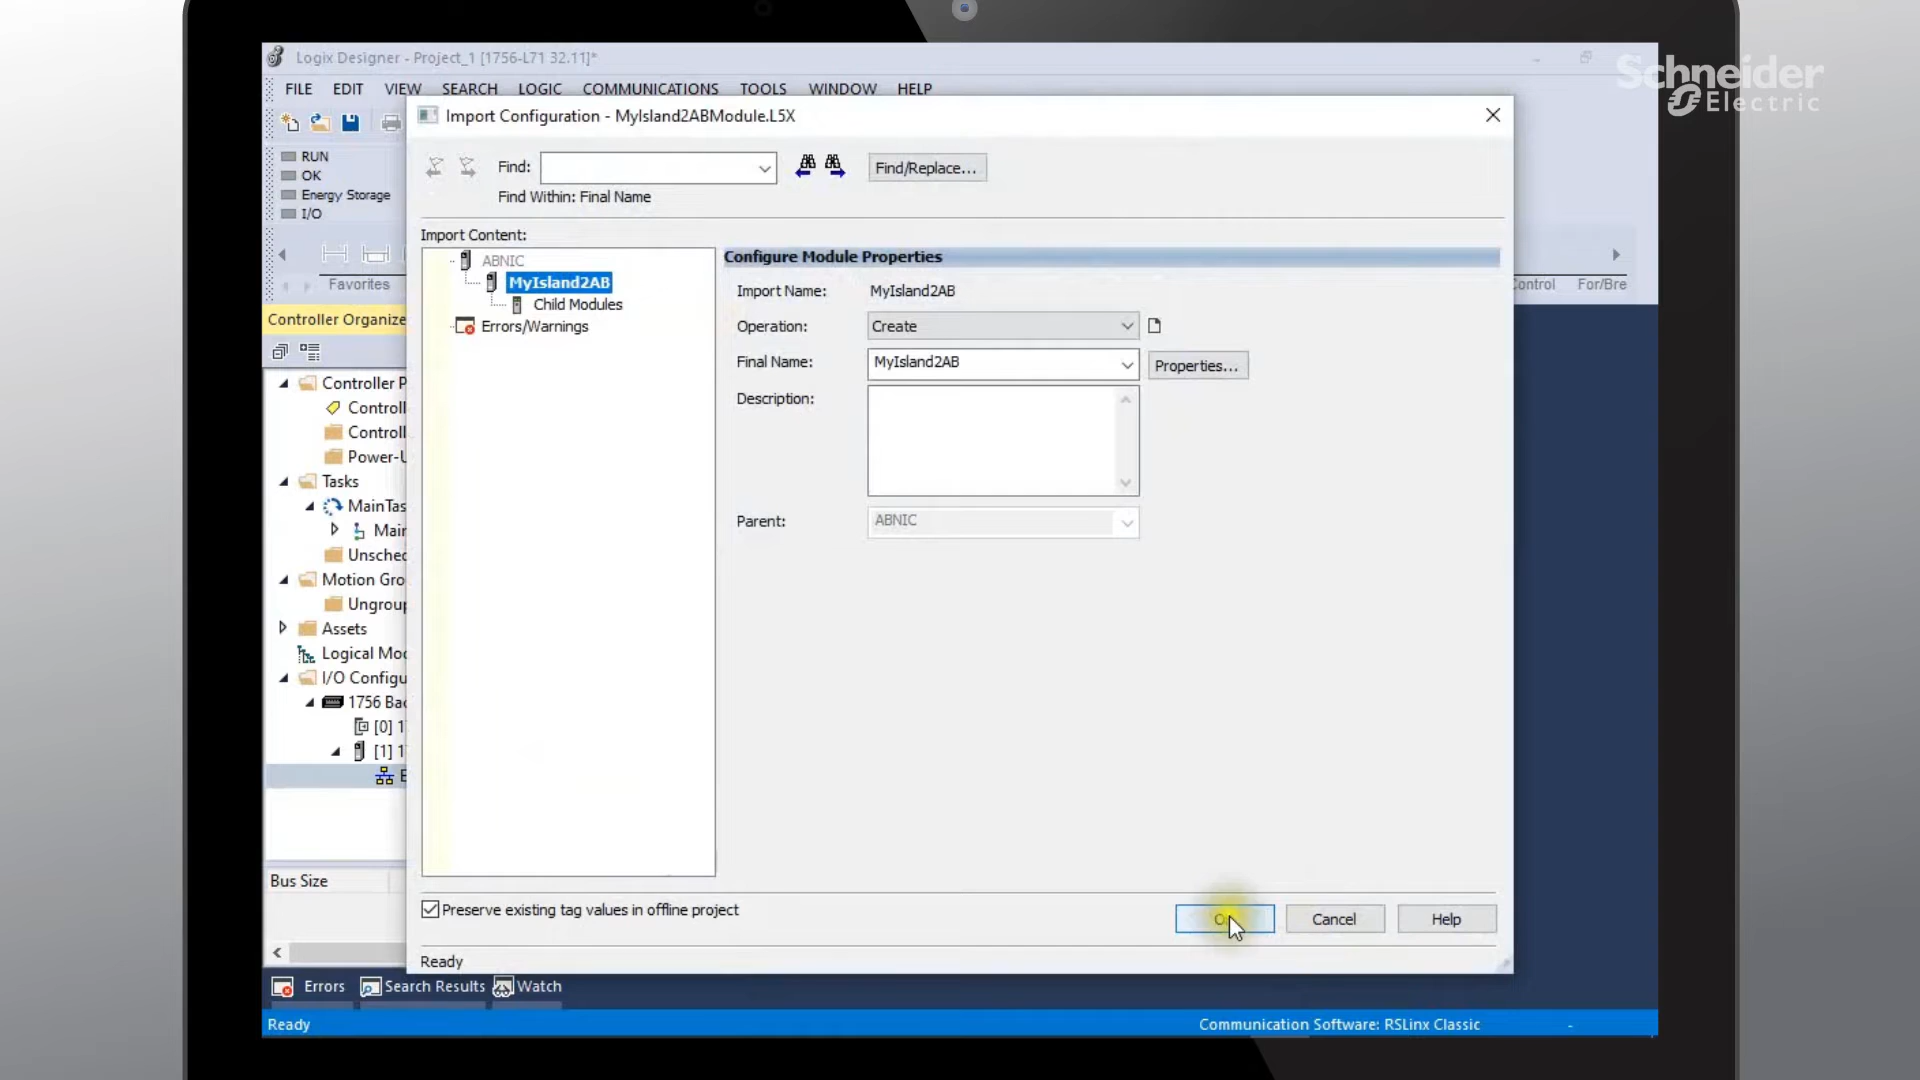 Logix Designer - Project_1 [1756-L71 32.11]*
Schneider
Electric
FILE EDIT VIEW SEARCH LOGIC COMMUNICATIONS TOOLS WINDOW HELP
Import Configuration - MyIsland2ABModule.L5X
RUN
OK
Energy Storage
I/O
Find:
Find/Replace...
Find Within: Final Name
Favorites
Control
For/Bre
Import Content:
ABNIC
MyIsland2AB
Child Modules
Errors/Warnings
Configure Module Properties
Import Name: MyIsland2AB
Operation: Create
Final Name: MyIsland2AB
Properties...
Description:
Parent: ABNIC
Controller Organize
Controller P
Controll
Controll
Power-U
Tasks
MainTas
Main
Unsched
Motion Gro
Ungroup
Assets
Logical Mod
I/O Configu
1756 Bac
[0] 1
[1] 1
E
Bus Size
Preserve existing tag values in offline project
Cancel
Help
Ready
Errors
Search Results
Watch
Ready
Communication Software: RSLinx Classic